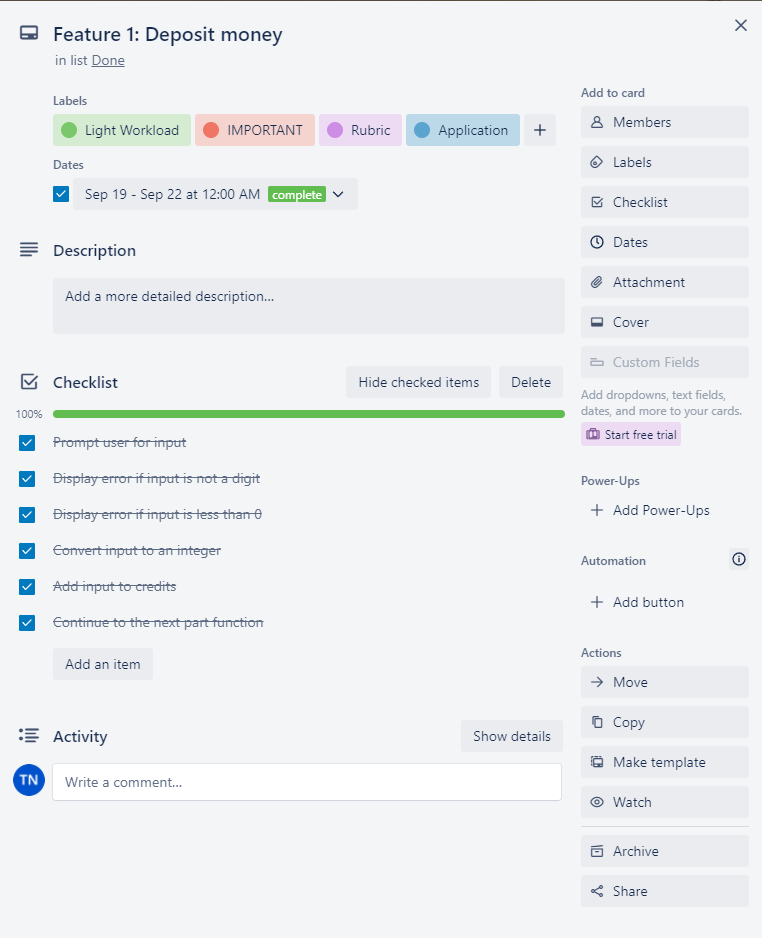 Feature 1: Deposit money
in list Done
Labels
Light Workload
IMPORTANT
Rubric
Application
Dates
Sep 19 - Sep 22 at 12:00 AM complete
Description
Add a more detailed description…
Checklist
Hide checked items
Delete
100%
Prompt user for input
Display error if input is not a digit
Display error if input is less than 0
Convert input to an integer
Add input to credits
Continue to the next part function
Add an item
Activity
Show details
TN
Write a comment…
Add to card
Members
Labels
Checklist
Dates
Attachment
Cover
Custom Fields
Add dropdowns, text fields,
dates, and more to your cards.
Start free trial
Power-Ups
Add Power-Ups
Automation
Add button
Actions
Move
Copy
Make template
Watch
Archive
Share